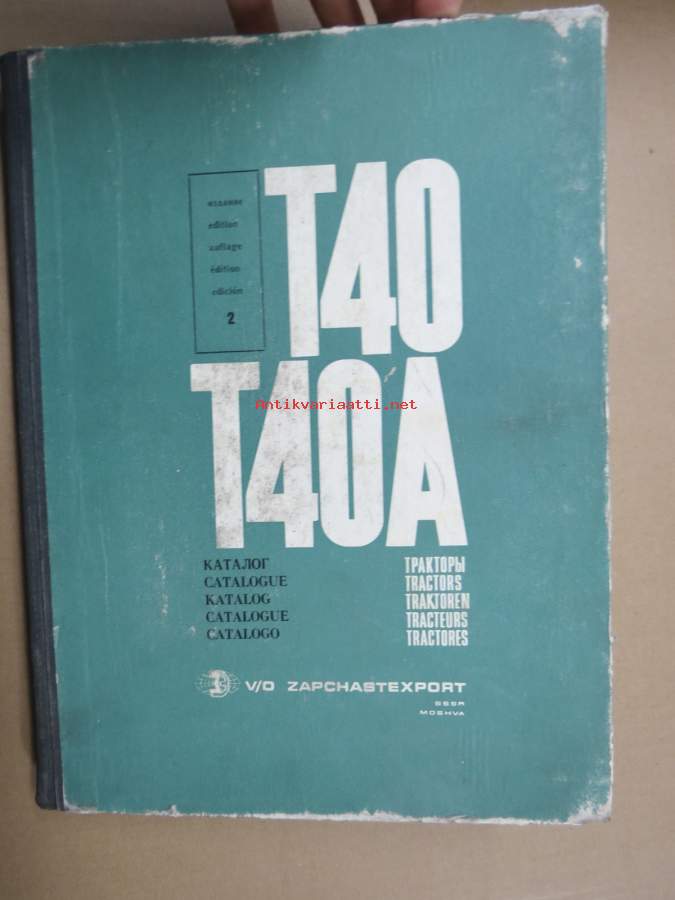 издание
edition
auflage
édition
edición
2
T40
T40A
Antikvariaatti.net
КАТАЛОГ
CATALOGUE
KATALOG
CATALOGUE
CATALOGO
ТРАКТОРЫ
TRACTORS
TRAKTOREN
TRACTEURS
TRACTORES
V/O ZAPCHASTEXPORT
SSSR
MOSHVA